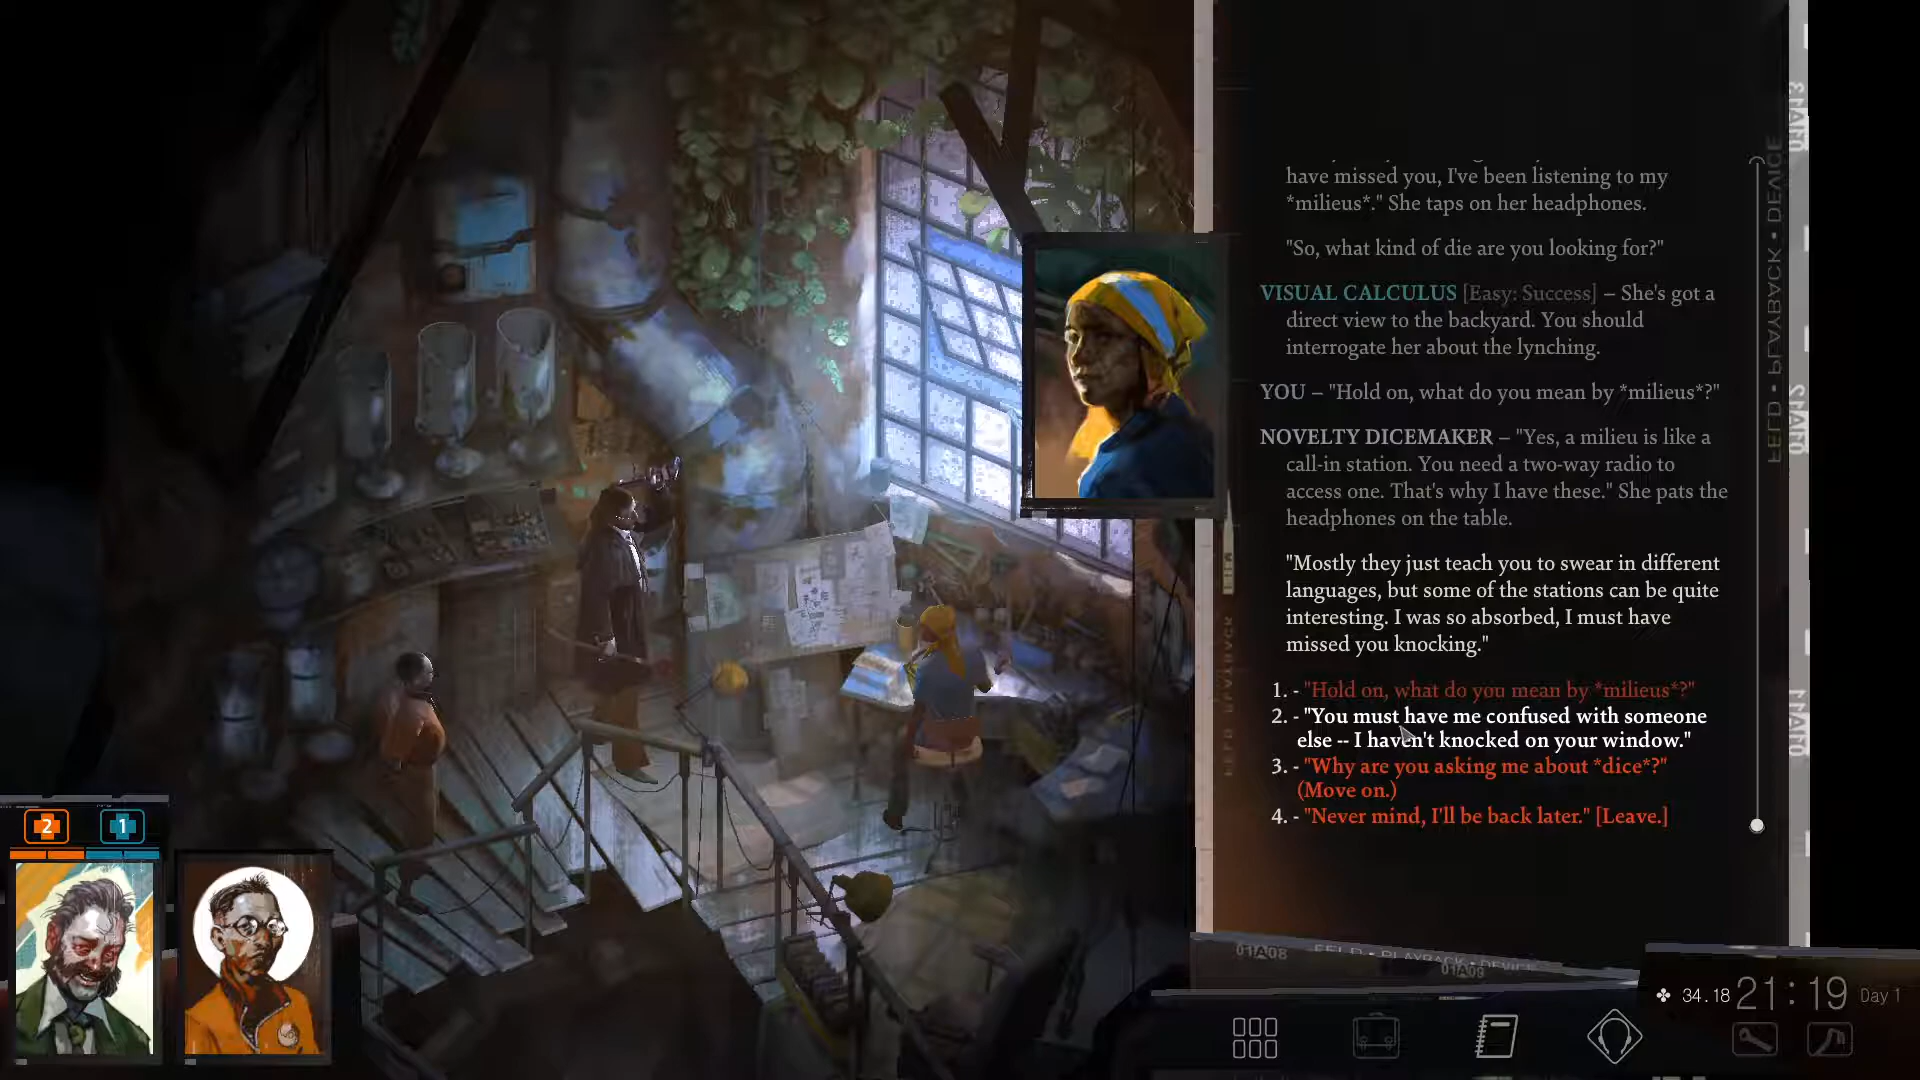 have missed you, I've been listening to my
*milieus*." She taps on her headphones.
"So, what kind of die are you looking for?"
VISUAL CALCULUS [Easy: Success] – She's got a
direct view to the backyard. You should
interrogate her about the lynching.
YOU – "Hold on, what do you mean by *milieus*?"
NOVELTY DICEMAKER – "Yes, a milieu is like a
call-in station. You need a two-way radio to
access one. That's why I have these." She pats the
headphones on the table.
"Mostly they just teach you to swear in different
languages, but some of the stations can be quite
interesting. I was so absorbed, I must have
missed you knocking."
1. - "Hold on, what do you mean by *milieus*?"
2. - "You must have me confused with someone
else -- I haven't knocked on your window."
3. - "Why are you asking me about *dice*?"
(Move on.)
4. - "Never mind, I'll be back later." [Leave.]
FELD • PLAYBACK • DEVICE
2
1
01A08
FELD • PLAYBACK • DEVICE
01A09
34.18
21:19
Day 1